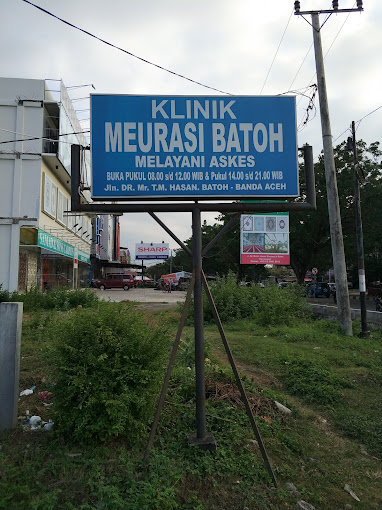 KLINIK
MEURASI BATOH
MELAYANI ASKES
BUKA PUKUL 08.00 s/d 12.00 WIB & Pukul 14.00 s/d 21.00 WIB
Jln. DR. Mr. T.M. HASAN. BATOH - BANDA ACEH
SHARP